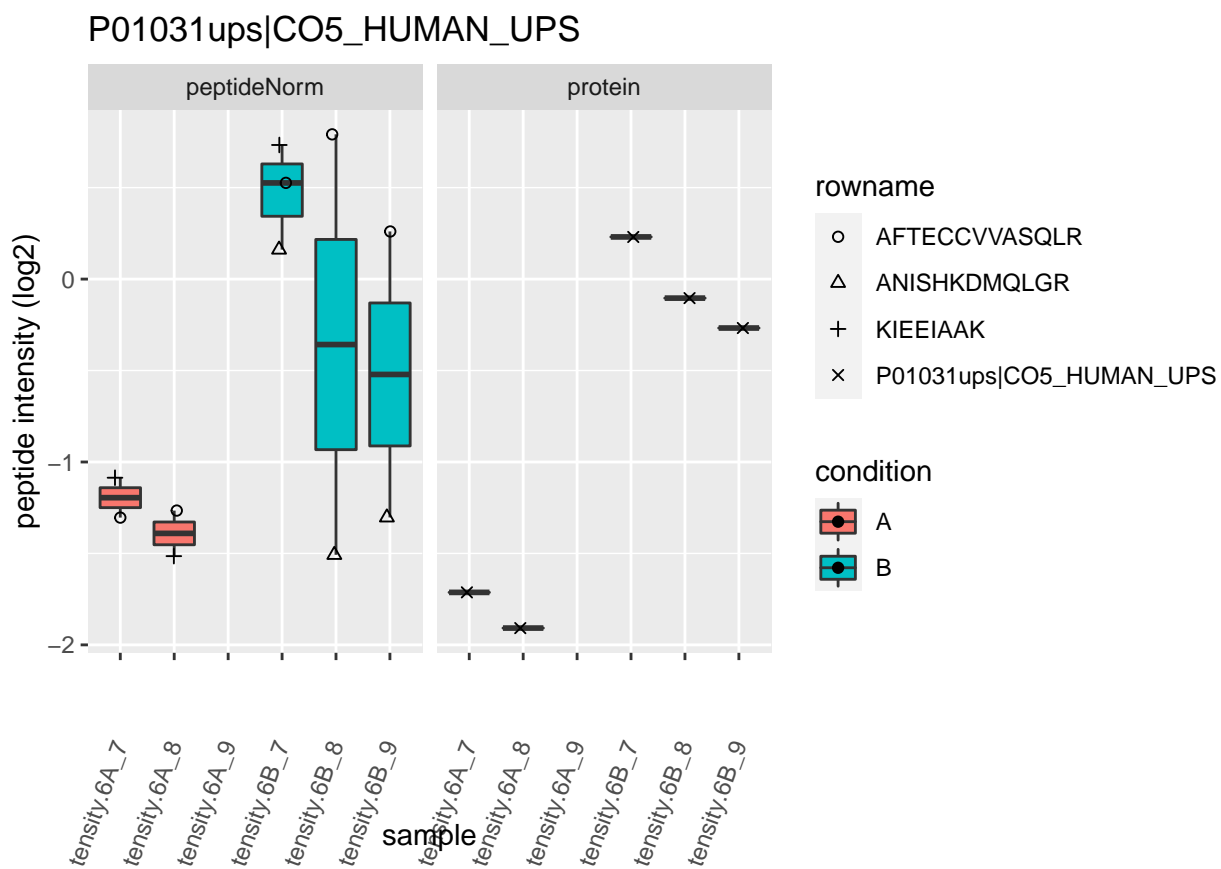 P01031ups|CO5_HUMAN_UPS
peptideNorm
protein
peptide intensity (log2)
0
−1
−2
tensity.6A_7
tensity.6A_8
tensity.6A_9
tensity.6B_7
tensity.6B_8
tensity.6B_9
tensity.6A_7
tensity.6A_8
tensity.6A_9
tensity.6B_7
tensity.6B_8
tensity.6B_9
sample
rowname
AFTECCVVASQLR
ANISHKDMQLGR
KIEEIAAK
P01031ups|CO5_HUMAN_UPS
condition
A
B